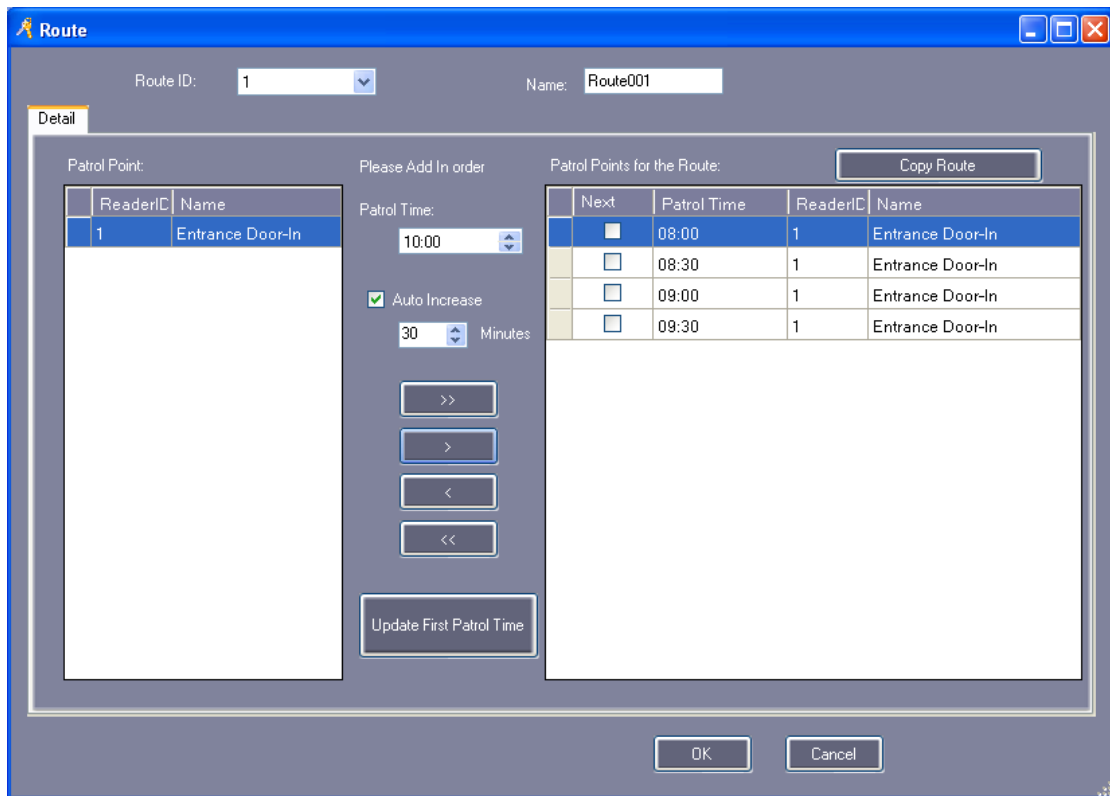 Route
Route ID: 1 Name: Route001
Detail
Patrol Point: Please Add In order Patrol Points for the Route: Copy Route
ReaderID Name
1 Entrance Door-In
Patrol Time:
10:00
Auto Increase
30 Minutes
>>
>
<
<<
Update First Patrol Time
Next Patrol Time ReaderID Name
08:00 1 Entrance Door-In
08:30 1 Entrance Door-In
09:00 1 Entrance Door-In
09:30 1 Entrance Door-In
OK Cancel